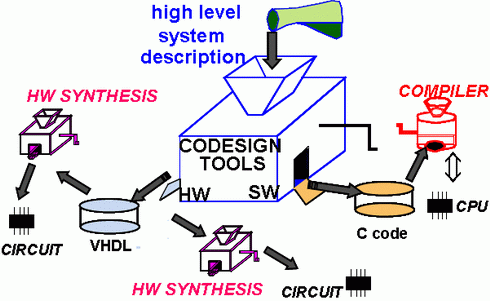 high level
system
description
HW SYNTHESIS
COMPILER
CODESIGN
TOOLS
HW
SW
CIRCUIT
VHDL
C code
CPU
HW SYNTHESIS
CIRCUIT